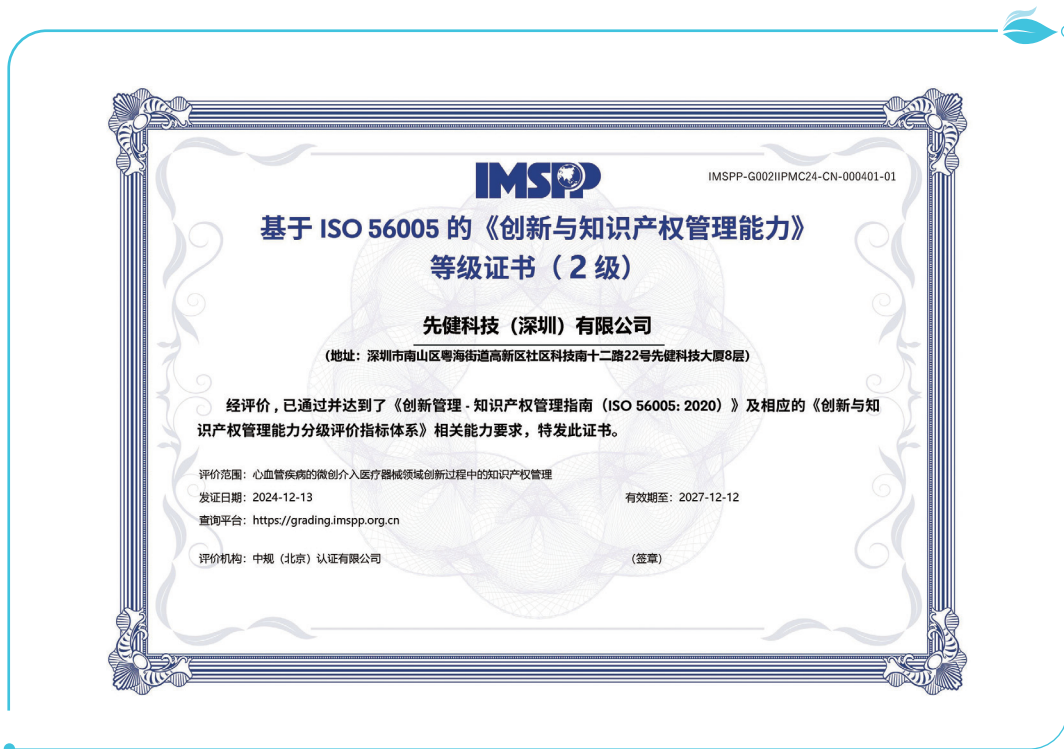 IMSPP
IMSPP-G002IIPMC24-CN-000401-01
基于 ISO 56005 的《创新与知识产权管理能力》
等级证书（2 级）
先健科技（深圳）有限公司
（地址：深圳市南山区粤海街道高新区社区科技南十二路22号先健科技大厦8层）
经评价 , 已通过并达到了《创新管理 - 知识产权管理指南（ISO 56005: 2020）》及相应的《创新与知
识产权管理能力分级评价指标体系》相关能力要求，特发此证书。
评价范围：心血管疾病的微创介入医疗器械领域创新过程中的知识产权管理
发证日期：2024-12-13 有效期至：2027-12-12
查询平台：https://grading.imspp.org.cn
评价机构：中规（北京）认证有限公司 （签章）